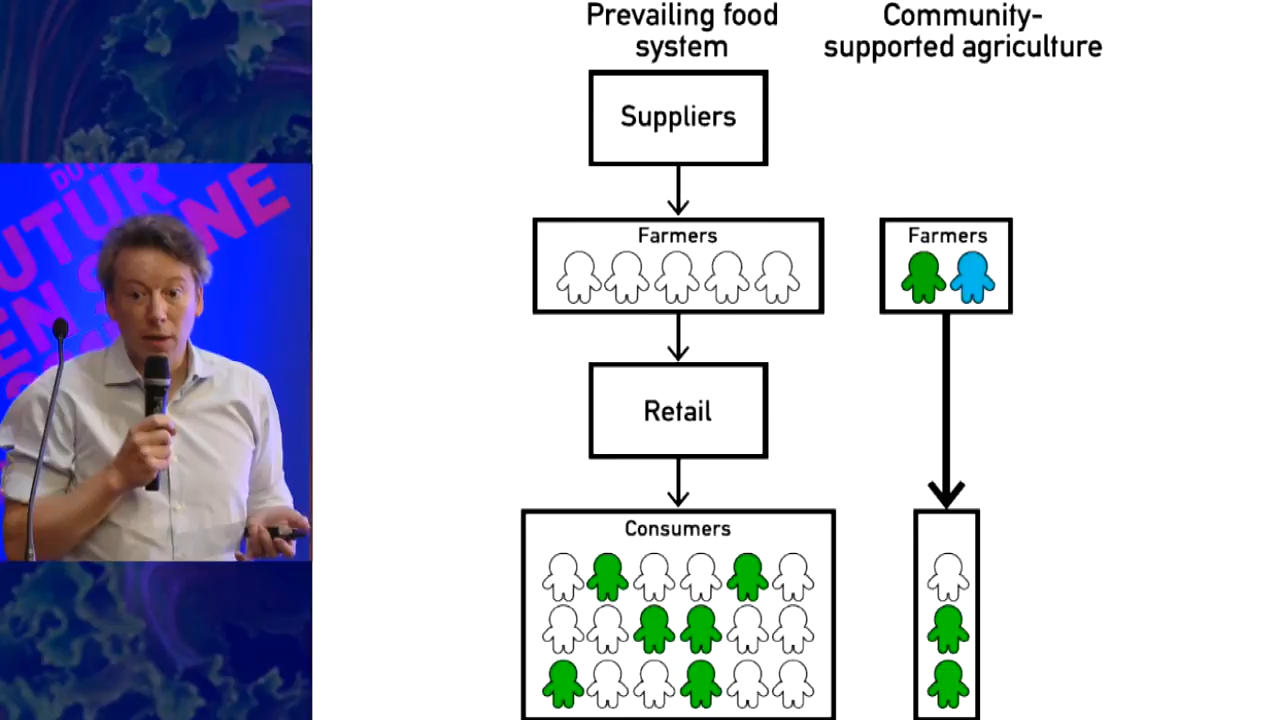 Prevailing food
system
Community-
supported agriculture
Suppliers
Farmers
Farmers
Retail
Consumers